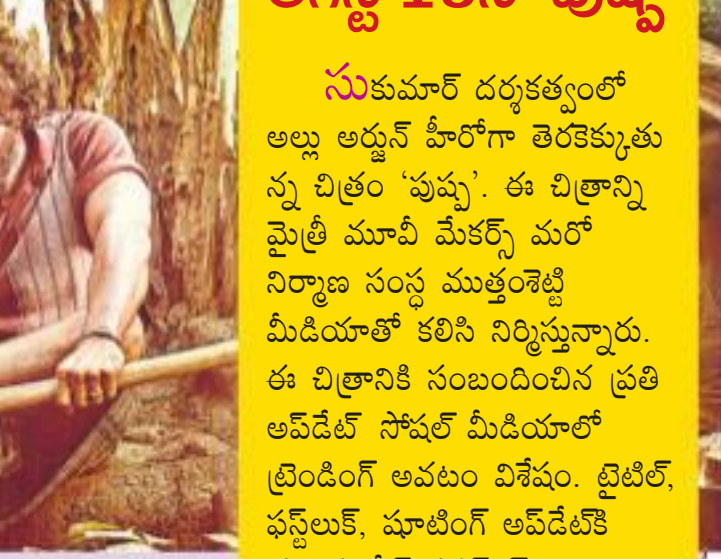 సుకుమార్ దర్శకత్వంలో
అల్లు అర్జున్ హీరోగా తెరకెక్కుతు
న్న చిత్రం ‘పుష్ప’. ఈ చిత్రాన్ని
మైత్రీ మూవీ మేకర్స్ మరో
నిర్మాణ సంస్థ ముత్తంశెట్టి
మీడియాతో కలిసి నిర్మిస్తున్నారు.
ఈ చిత్రానికి సంబందించిన ప్రతి
అప్‌డేట్ సోషల్ మీడియాలో
ట్రెండింగ్ అవటం విశేషం. టైటిల్,
ఫస్ట్‌లుక్, షూటింగ్ అప్‌డేట్‌కి